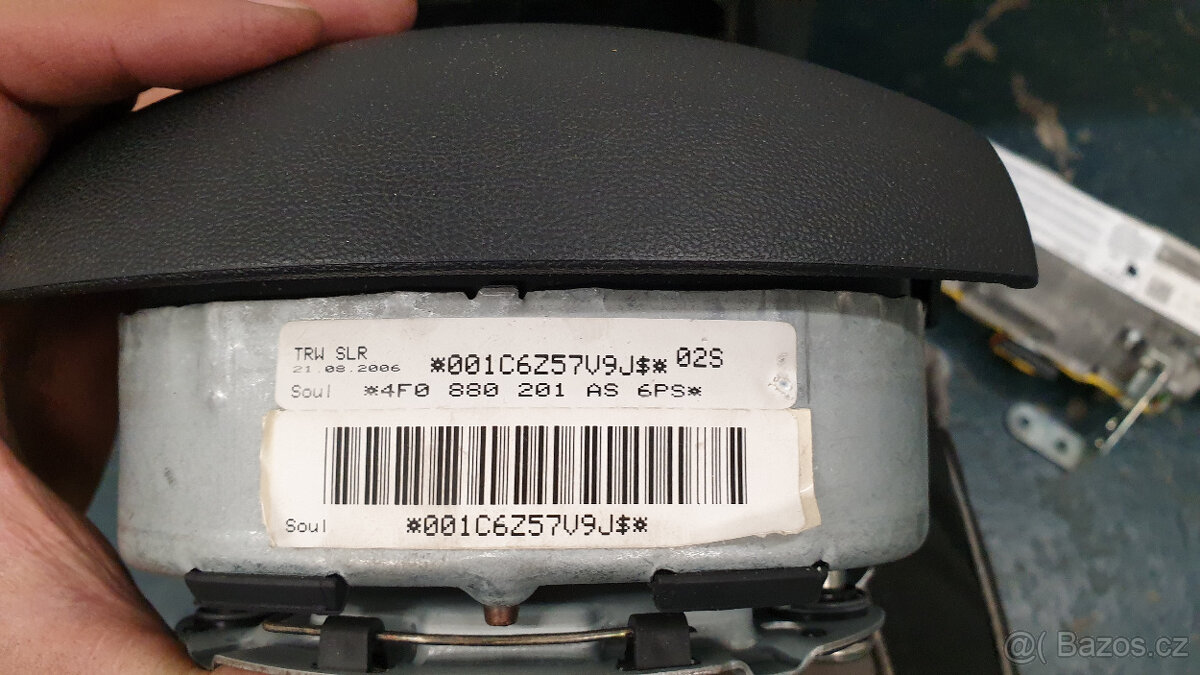 TRW SLR *001C6Z57V9J$* 02S
21.08.2006
Soul *4F0 880 201 AS 6PS*
Soul *001C6Z57V9J$*
@( Bazos.cz